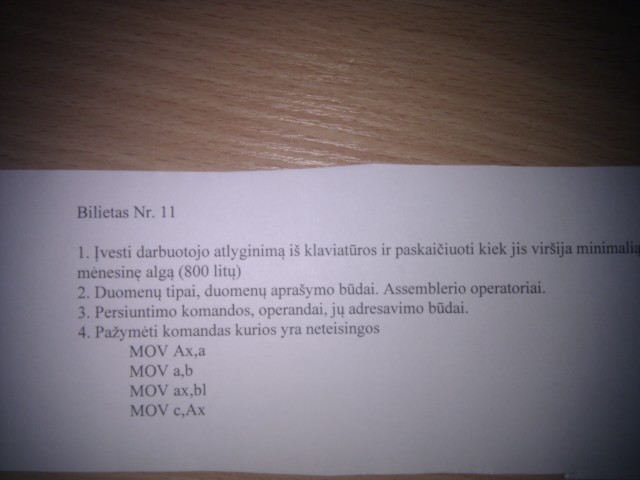 Bilietas Nr. 11
1. Įvesti darbuotojo atlyginimą iš klaviatūros ir paskaičiuoti kiek jis viršija minimalią
mėnesinę algą (800 litų)
2. Duomenų tipai, duomenų aprašymo būdai. Assemblerio operatoriai.
3. Persiuntimo komandos, operandai, jų adresavimo būdai.
4. Pažymėti komandas kurios yra neteisingos
MOV Ax,a
MOV a,b
MOV ax,bl
MOV c,Ax